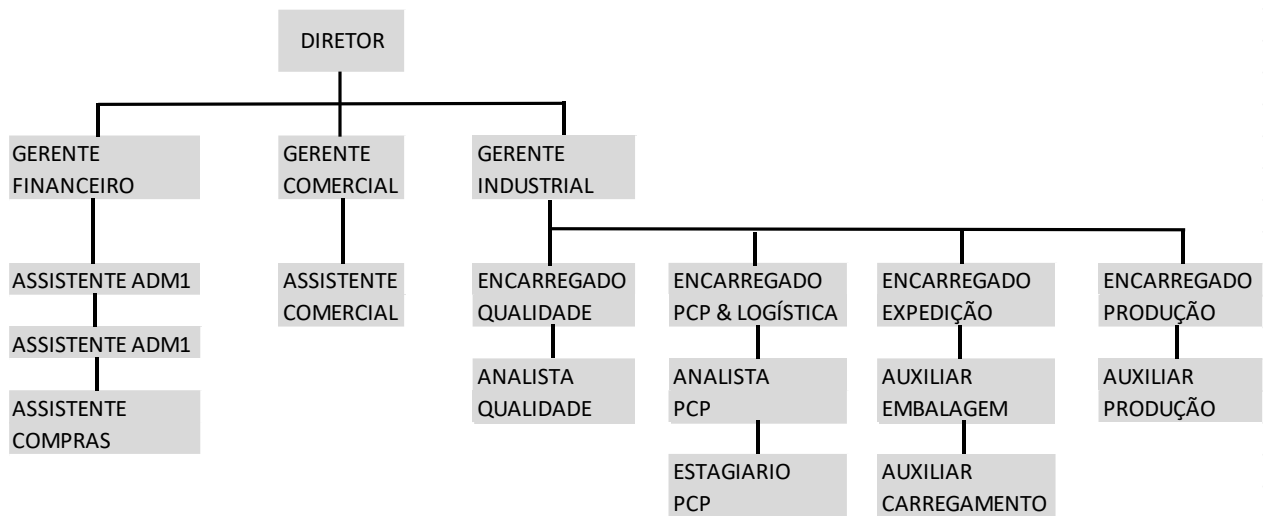 DIRETOR
GERENTE
FINANCEIRO
GERENTE
COMERCIAL
GERENTE
INDUSTRIAL
ASSISTENTE ADM1
ASSISTENTE
COMERCIAL
ENCARREGADO
QUALIDADE
ENCARREGADO
PCP & LOGÍSTICA
ENCARREGADO
EXPEDIÇÃO
ENCARREGADO
PRODUÇÃO
ASSISTENTE ADM1
ASSISTENTE
COMPRAS
ANALISTA
QUALIDADE
ANALISTA
PCP
AUXILIAR
EMBALAGEM
AUXILIAR
PRODUÇÃO
ESTAGIARIO
PCP
AUXILIAR
CARREGAMENTO